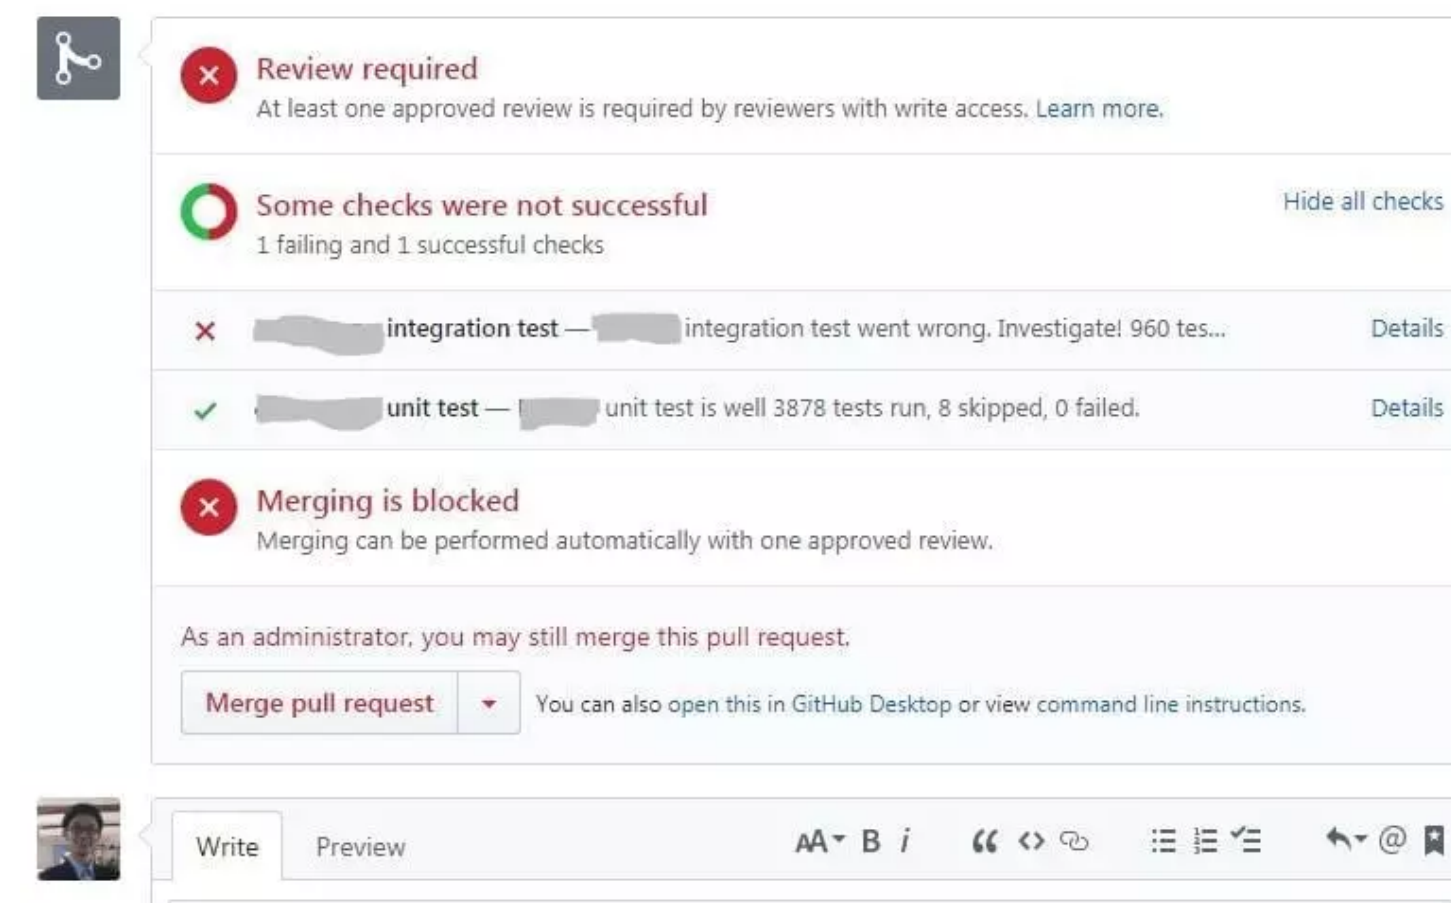 Review required
At least one approved review is required by reviewers with write access. Learn more.
Some checks were not successful
Hide all checks
1 failing and 1 successful checks
integration test — integration test went wrong. Investigate! 960 tes... Details
unit test — unit test is well 3878 tests run, 8 skipped, 0 failed. Details
Merging is blocked
Merging can be performed automatically with one approved review.
As an administrator, you may still merge this pull request.
Merge pull request You can also open this in GitHub Desktop or view command line instructions.
Write Preview AA B i